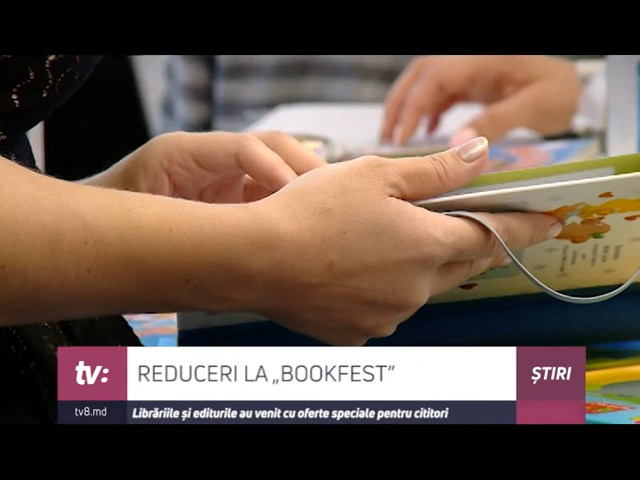 tv:
REDUCERI LA „BOOKFEST”
ȘTIRI
tv8.md
Librăriile și editurile au venit cu oferte speciale pentru cititori